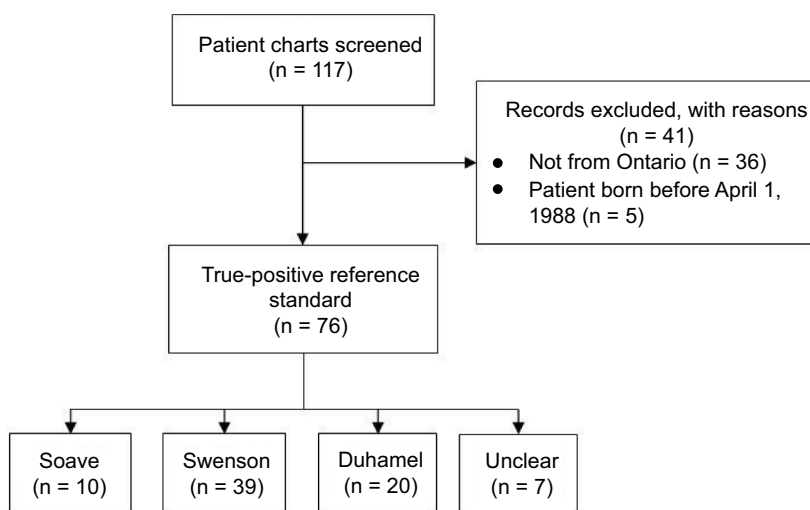 Patient charts screened
(n = 117)
Records excluded, with reasons
(n = 41)
● Not from Ontario (n = 36)
● Patient born before April 1,
1988 (n = 5)
True-positive reference
standard
(n = 76)
Soave
(n = 10)
Swenson
(n = 39)
Duhamel
(n = 20)
Unclear
(n = 7)